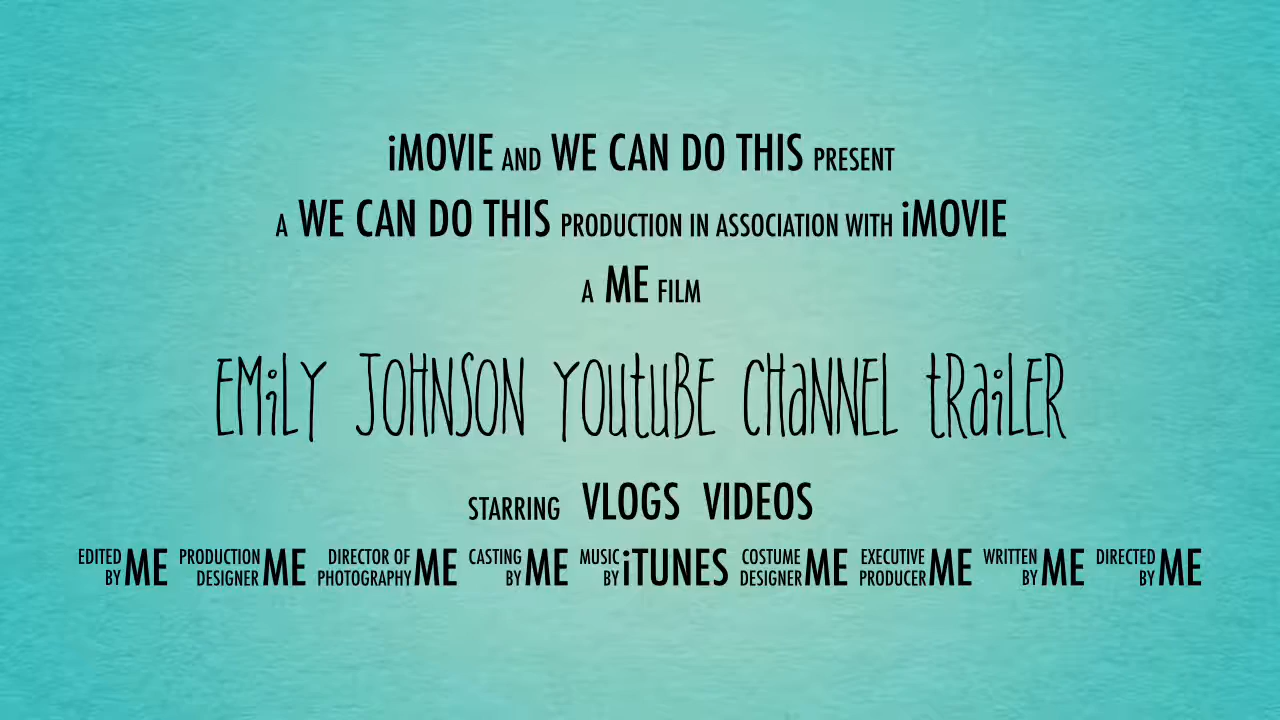 iMOVIE AND WE CAN DO THIS PRESENT
A WE CAN DO THIS PRODUCTION IN ASSOCIATION WITH iMOVIE
A ME FILM
EMiLY JOHNSON YOUtUBE CHaNNEL tRaiLER
STARRING VLOGS VIDEOS
EDITED BY ME PRODUCTION DESIGNER ME DIRECTOR OF PHOTOGRAPHY ME CASTING BY ME MUSIC BY iTUNES COSTUME DESIGNER ME EXECUTIVE PRODUCER ME WRITTEN BY ME DIRECTED BY ME